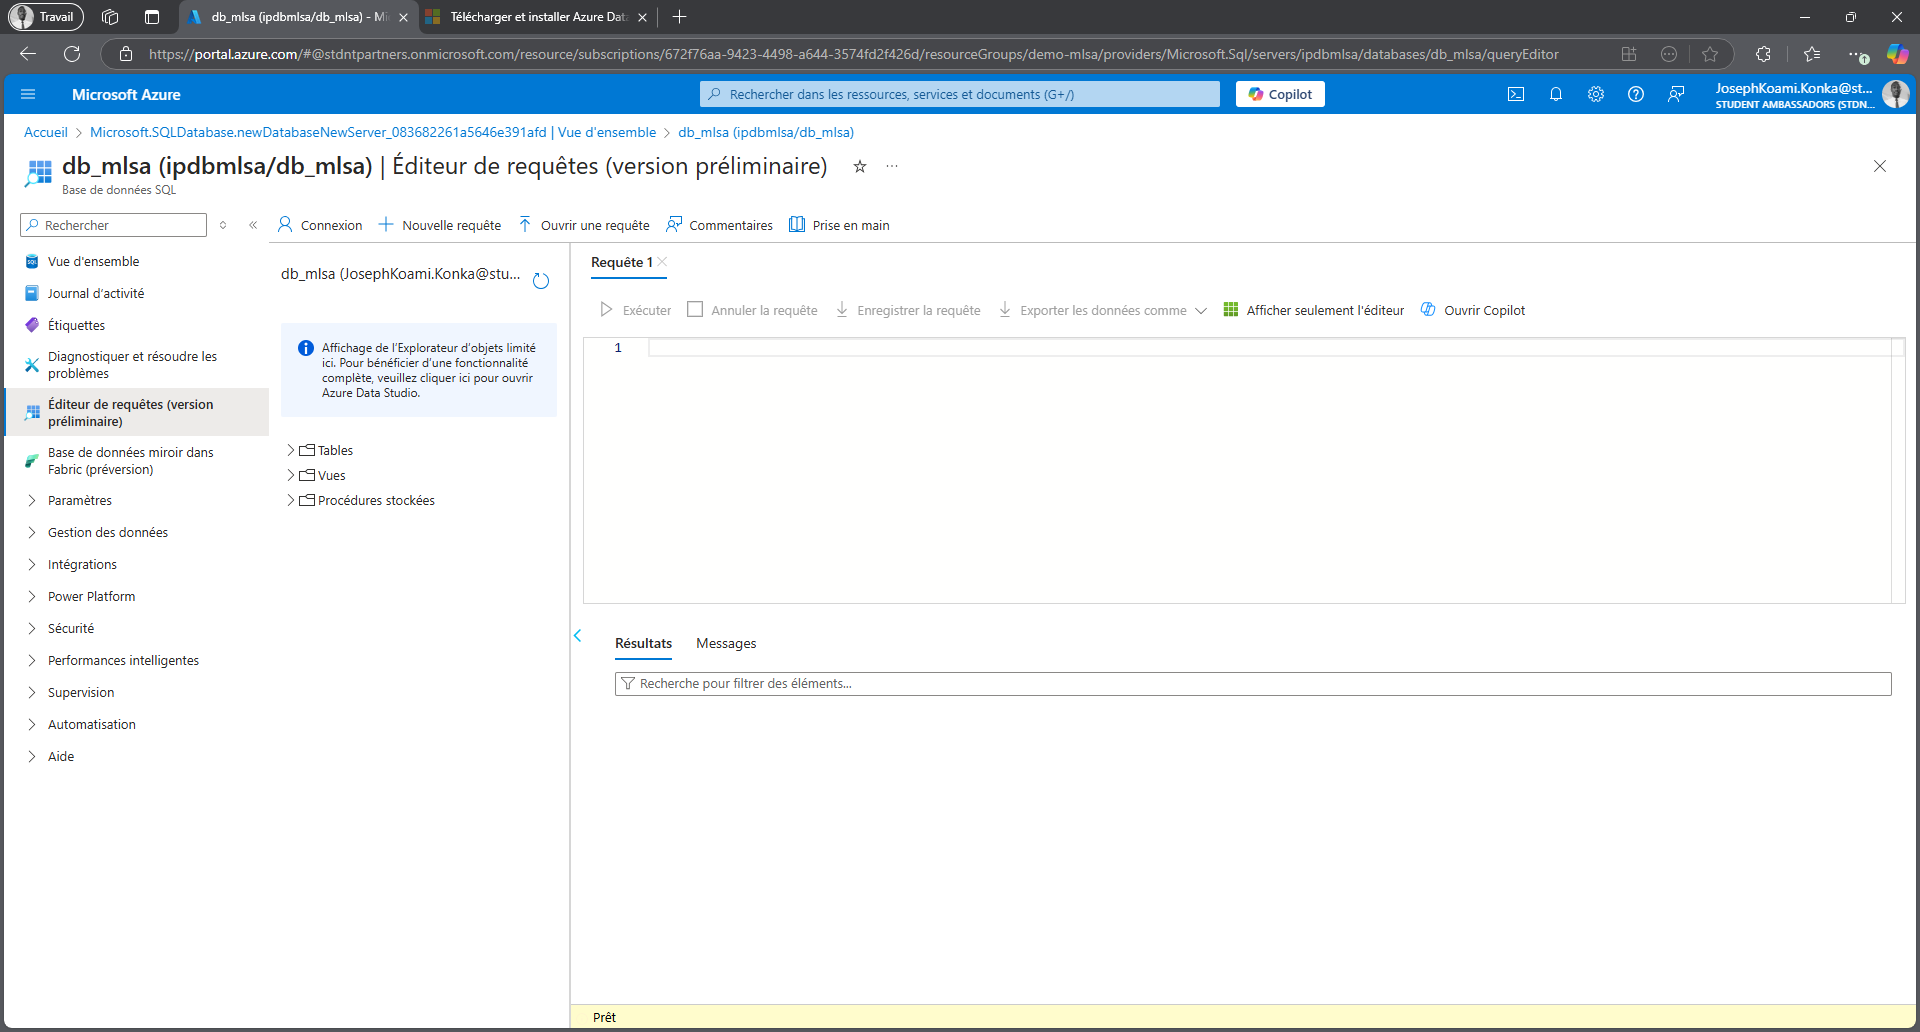 Travail
db_mlsa (ipdbmlsa/db_mlsa) - Mi
Télécharger et installer Azure Dat
https://portal.azure.com/#@stdntpartners.onmicrosoft.com/resource/subscriptions/672f76aa-9423-4498-a644-3574fd2f426d/resourceGroups/demo-mlsa/providers/Microsoft.Sql/servers/ipdbmlsa/databases/db_mlsa/queryEditor
Microsoft Azure
Rechercher dans les ressources, services et documents (G+/)
Copilot
JosephKoami.Konka@st...
STUDENT AMBASSADORS (STDN...
Accueil > Microsoft.SQLDatabase.newDatabaseNewServer_083682261a5646e391afd | Vue d'ensemble > db_mlsa (ipdbmlsa/db_mlsa)
db_mlsa (ipdbmlsa/db_mlsa) | Éditeur de requêtes (version préliminaire)
Base de données SQL
Rechercher
Connexion
Nouvelle requête
Ouvrir une requête
Commentaires
Prise en main
Vue d'ensemble
Journal d'activité
Étiquettes
Diagnostiquer et résoudre les
problèmes
Éditeur de requêtes (version
préliminaire)
Base de données miroir dans
Fabric (préversion)
Paramètres
Gestion des données
Intégrations
Power Platform
Sécurité
Performances intelligentes
Supervision
Automatisation
Aide
db_mlsa (JosephKoami.Konka@stu...
Affichage de l'Explorateur d'objets limité
ici. Pour bénéficier d'une fonctionnalité
complète, veuillez cliquer ici pour ouvrir
Azure Data Studio.
Tables
Vues
Procédures stockées
Requête 1
Exécuter
Annuler la requête
Enregistrer la requête
Exporter les données comme
Afficher seulement l'éditeur
Ouvrir Copilot
1
Résultats
Messages
Recherche pour filtrer des éléments...
Prêt